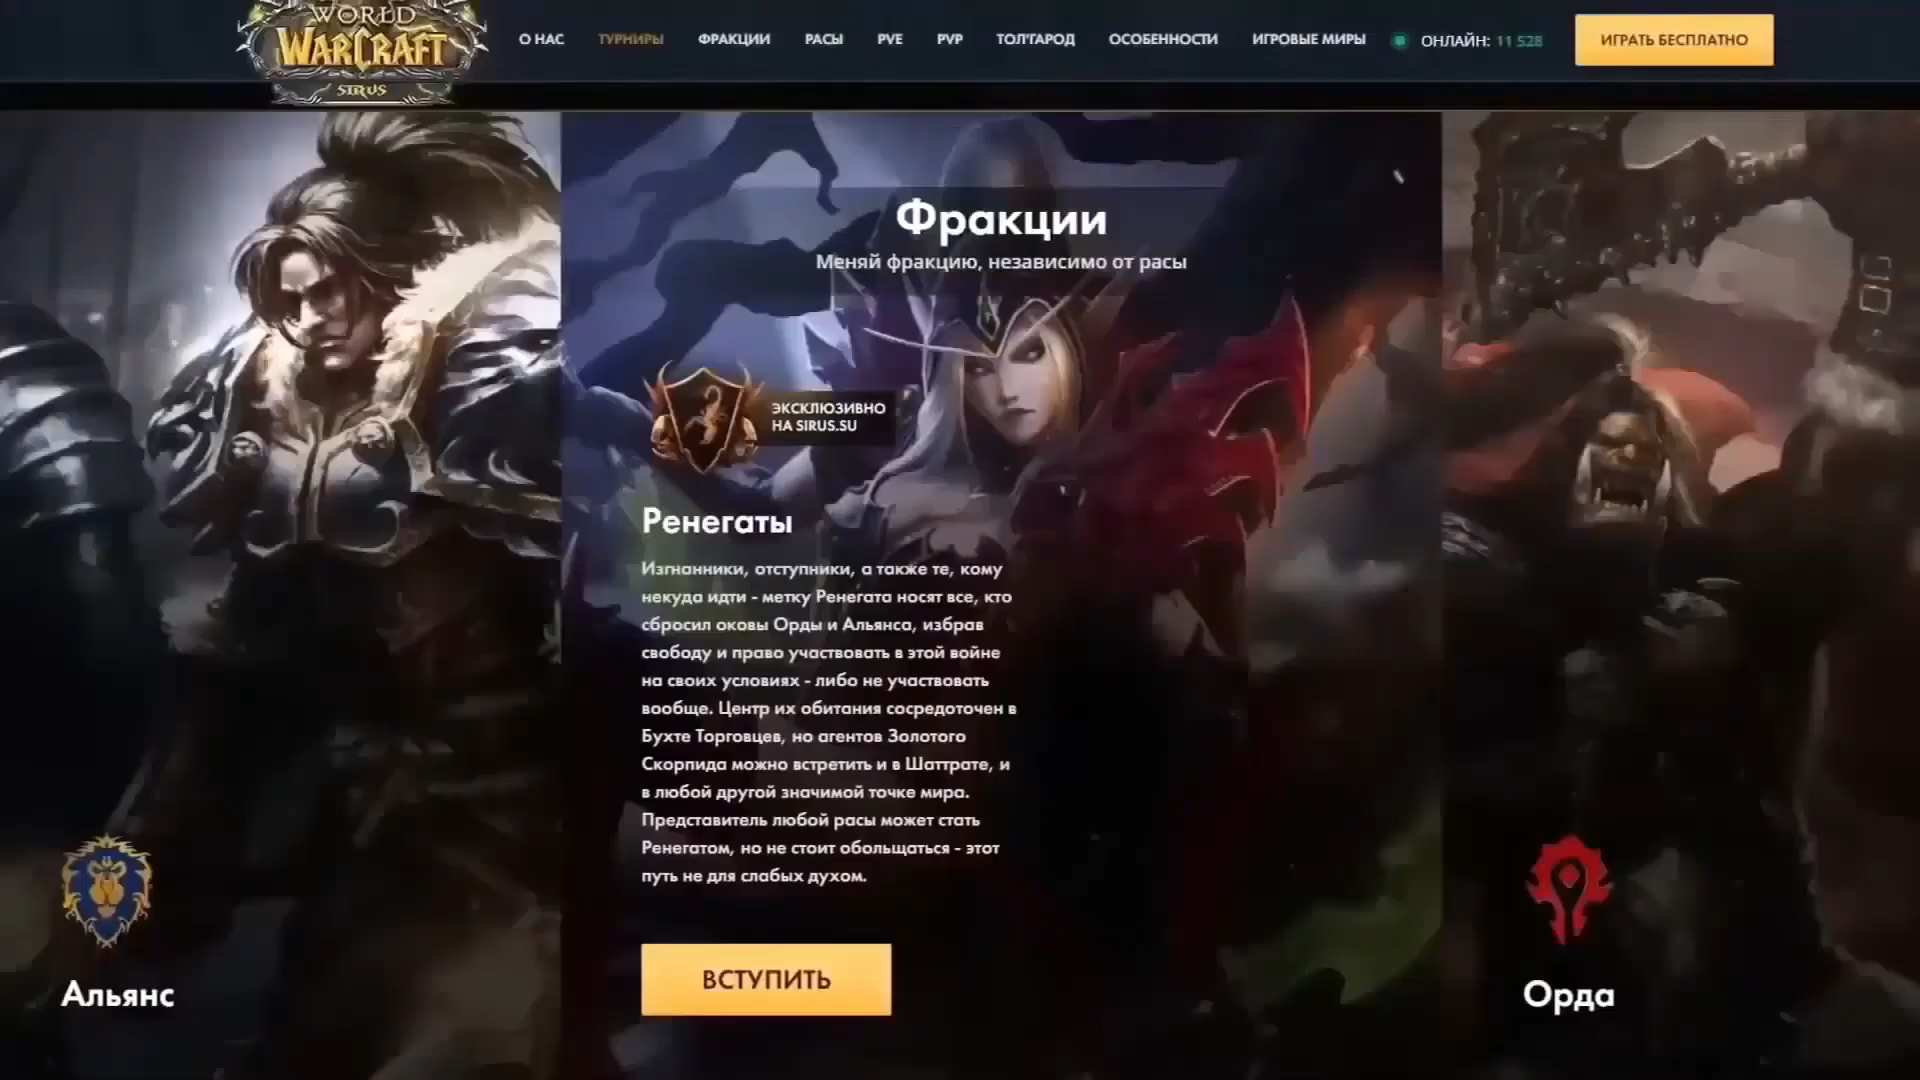 WORLD
WARCRAFT
SIRUS
О НАС
ТУРНИРЫ
ФРАКЦИИ
РАСЫ
PVE
PVP
ТОЛ'ГАРОД
ОСОБЕННОСТИ
ИГРОВЫЕ МИРЫ
ОНЛАЙН: 11 528
ИГРАТЬ БЕСПЛАТНО
Фракции
Меняй фракцию, независимо от расы
ЭКСКЛЮЗИВНО
НА SIRUS.SU
Ренегаты
Изгнанники, отступники, а также те, кому
некуда идти - метку Ренегата носят все, кто
сбросил оковы Орды и Альянса, избрав
свободу и право участвовать в этой войне
на своих условиях - либо не участвовать
вообще. Центр их обитания сосредоточен в
Бухте Торговцев, но агентов Золотого
Скорпида можно встретить и в Шаттрате, и
в любой другой значимой точке мира.
Представитель любой расы может стать
Ренегатом, но не стоит обольщаться - этот
путь не для слабых духом.
ВСТУПИТЬ
Альянс
Орда